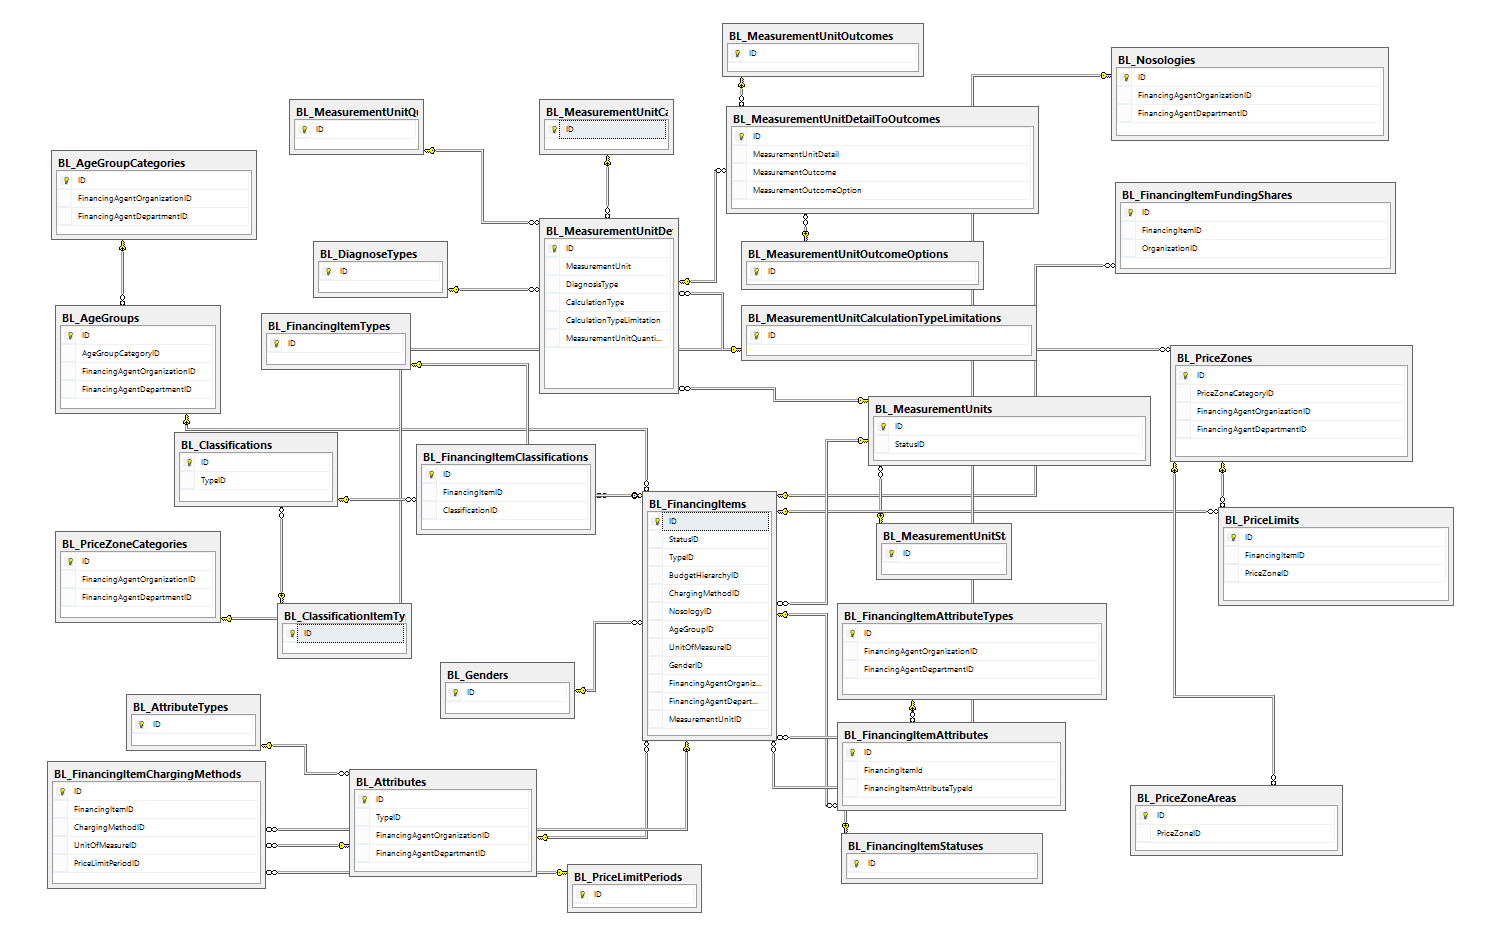 BL_MeasurementUnitOutcomes
ID
BL_Nosologies
ID
FinancingAgentOrganizationID
FinancingAgentDepartmentID
BL_MeasurementUnitQu
ID
BL_MeasurementUnitCa
ID
BL_MeasurementUnitDetailToOutcomes
ID
MeasurementUnitDetail
MeasurementOutcome
MeasurementOutcomeOption
BL_AgeGroupCategories
ID
FinancingAgentOrganizationID
FinancingAgentDepartmentID
BL_FinancingItemFundingShares
ID
FinancingItemID
OrganizationID
BL_MeasurementUnitDe
ID
MeasurementUnit
DiagnosisType
CalculationType
CalculationTypeLimitation
MeasurementUnitQuanti...
BL_DiagnoseTypes
ID
BL_MeasurementUnitOutcomeOptions
ID
BL_AgeGroups
ID
AgeGroupCategoryID
FinancingAgentOrganizationID
FinancingAgentDepartmentID
BL_FinancingItemTypes
ID
BL_MeasurementUnitCalculationTypeLimitations
ID
BL_PriceZones
ID
PriceZoneCategoryID
FinancingAgentOrganizationID
FinancingAgentDepartmentID
BL_MeasurementUnits
ID
StatusID
BL_Classifications
ID
TypeID
BL_FinancingItemClassifications
ID
FinancingItemID
ClassificationID
BL_FinancingItems
ID
StatusID
TypeID
BudgetHierarchyID
ChargingMethodID
NosologyID
AgeGroupID
UnitOfMeasureID
GenderID
FinancingAgentOrganiz...
FinancingAgentDepart...
MeasurementUnitID
BL_PriceLimits
ID
FinancingItemID
PriceZoneID
BL_MeasurementUnitSt
ID
BL_PriceZoneCategories
ID
FinancingAgentOrganizationID
FinancingAgentDepartmentID
BL_ClassificationItemTy
ID
BL_FinancingItemAttributeTypes
ID
FinancingAgentOrganizationID
FinancingAgentDepartmentID
BL_Genders
ID
BL_AttributeTypes
ID
BL_FinancingItemAttributes
ID
FinancingItemId
FinancingItemAttributeTypeId
BL_FinancingItemChargingMethods
ID
FinancingItemID
ChargingMethodID
UnitOfMeasureID
PriceLimitPeriodID
BL_Attributes
ID
TypeID
FinancingAgentOrganizationID
FinancingAgentDepartmentID
BL_PriceZoneAreas
ID
PriceZoneID
BL_FinancingItemStatuses
ID
BL_PriceLimitPeriods
ID